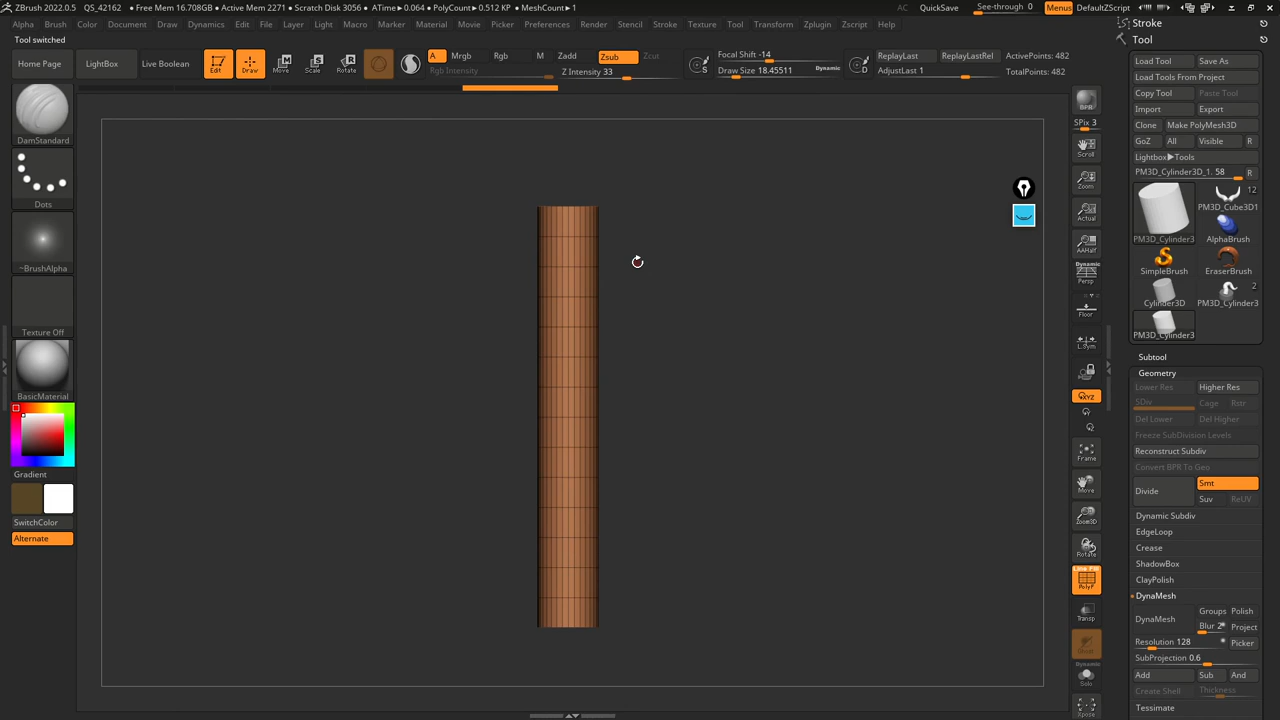 ZBrush 2022.0.5 QS_42162 • Free Mem 16.708GB • Active Mem 2271 • Scratch Disk 3056 • ATime▶0.064 • PolyCount▶0.512 KP • MeshCount▶1 AC QuickSave See-through 0 Menus DefaultZScript
Alpha Brush Color Document Draw Dynamics Edit File Layer Light Macro Marker Material Movie Picker Preferences Render Stencil Stroke Texture Tool Transform Zplugin Zscript Help
Tool switched
Home Page LightBox Live Boolean Edit Draw Move Scale Rotate
A Mrgb Rgb M Zadd Zsub Zcut
Rgb Intensity Z Intensity 33
Focal Shift -14
Draw Size 18.45511 Dynamic
S D
ReplayLast ReplayLastRel ActivePoints: 482
AdjustLast 1 TotalPoints: 482
DamStandard
Dots
~BrushAlpha
Texture Off
BasicMaterial
Gradient
SwitchColor
Alternate
BPR
SPix 3
Scroll
Zoom
Actual
AAHalf
Dynamic
Persp
Floor
L.Sym
XYZ
Frame
Move
Zoom3D
Rotate
Line Fill
PolyF
Transp
Dynamic
Solo
Xpose
Stroke
Tool
Load Tool Save As
Load Tools From Project
Copy Tool Paste Tool
Import Export
Clone Make PolyMesh3D
GoZ All Visible R
Lightbox▶Tools
PM3D_Cylinder3D_1. 58 R
12
PM3D_Cylinder3 PM3D_Cube3D1
AlphaBrush
SimpleBrush EraserBrush
2
Cylinder3D PM3D_Cylinder3
PM3D_Cylinder3
Subtool
Geometry
Lower Res Higher Res
SDiv Cage Rstr
Del Lower Del Higher
Freeze SubDivision Levels
Reconstruct Subdiv
Convert BPR To Geo
Divide Smt
Suv ReUV
Dynamic Subdiv
EdgeLoop
Crease
ShadowBox
ClayPolish
DynaMesh
DynaMesh Groups Polish
Blur 2 Project
Resolution 128 Picker
SubProjection 0.6
Add Sub And
Create Shell Thickness
Tessimate